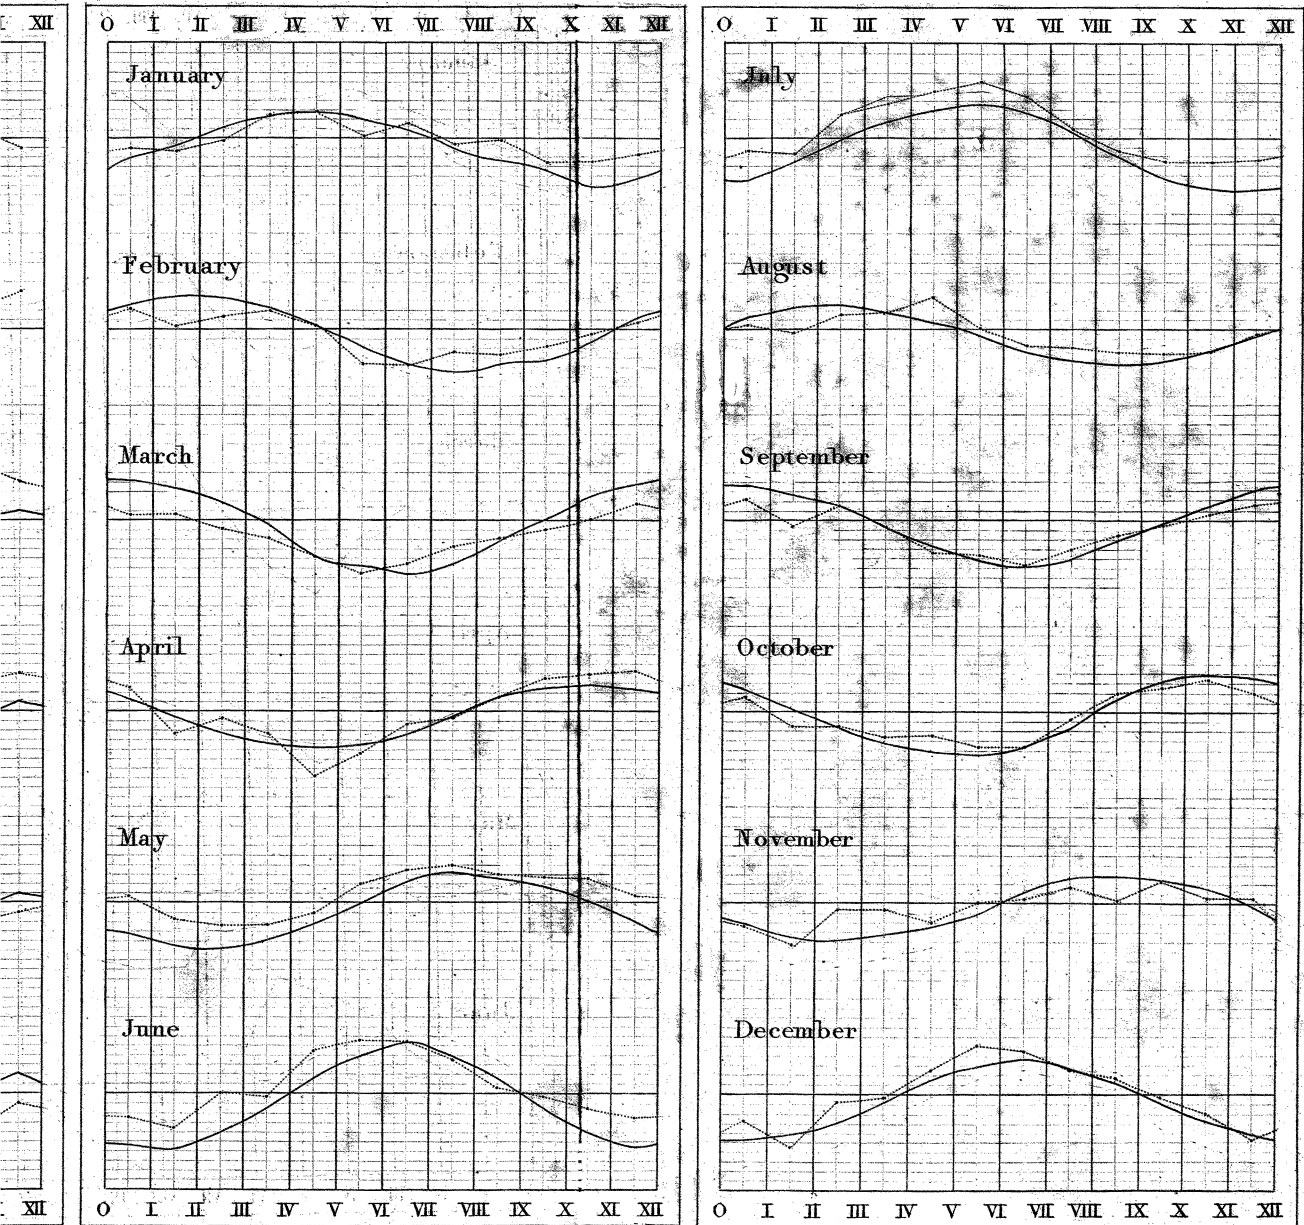 XII
O I II III IV V VI VII VIII IX X XI XII
January
February
March
April
May
June
O I II III IV V VI VII VIII IX X XI XII
O I II III IV V VI VII VIII IX X XI XII
July
August
September
October
November
December
O I II III IV V VI VII VIII IX X XI XII
XII